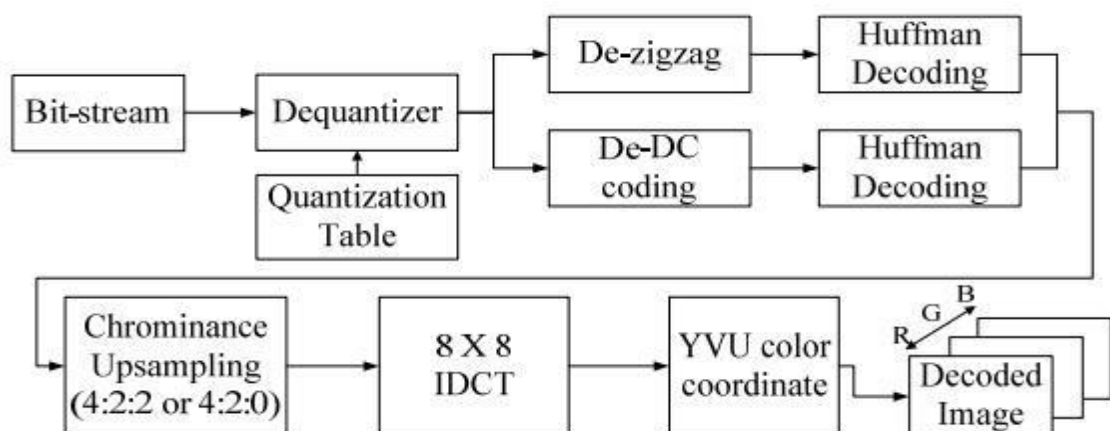 Bit-stream
Dequantizer
Quantization
Table
De-zigzag
Huffman
Decoding
De-DC
coding
Huffman
Decoding
Chrominance
Upsampling
(4:2:2 or 4:2:0)
8 X 8
IDCT
YVU color
coordinate
R G B
Decoded
Image